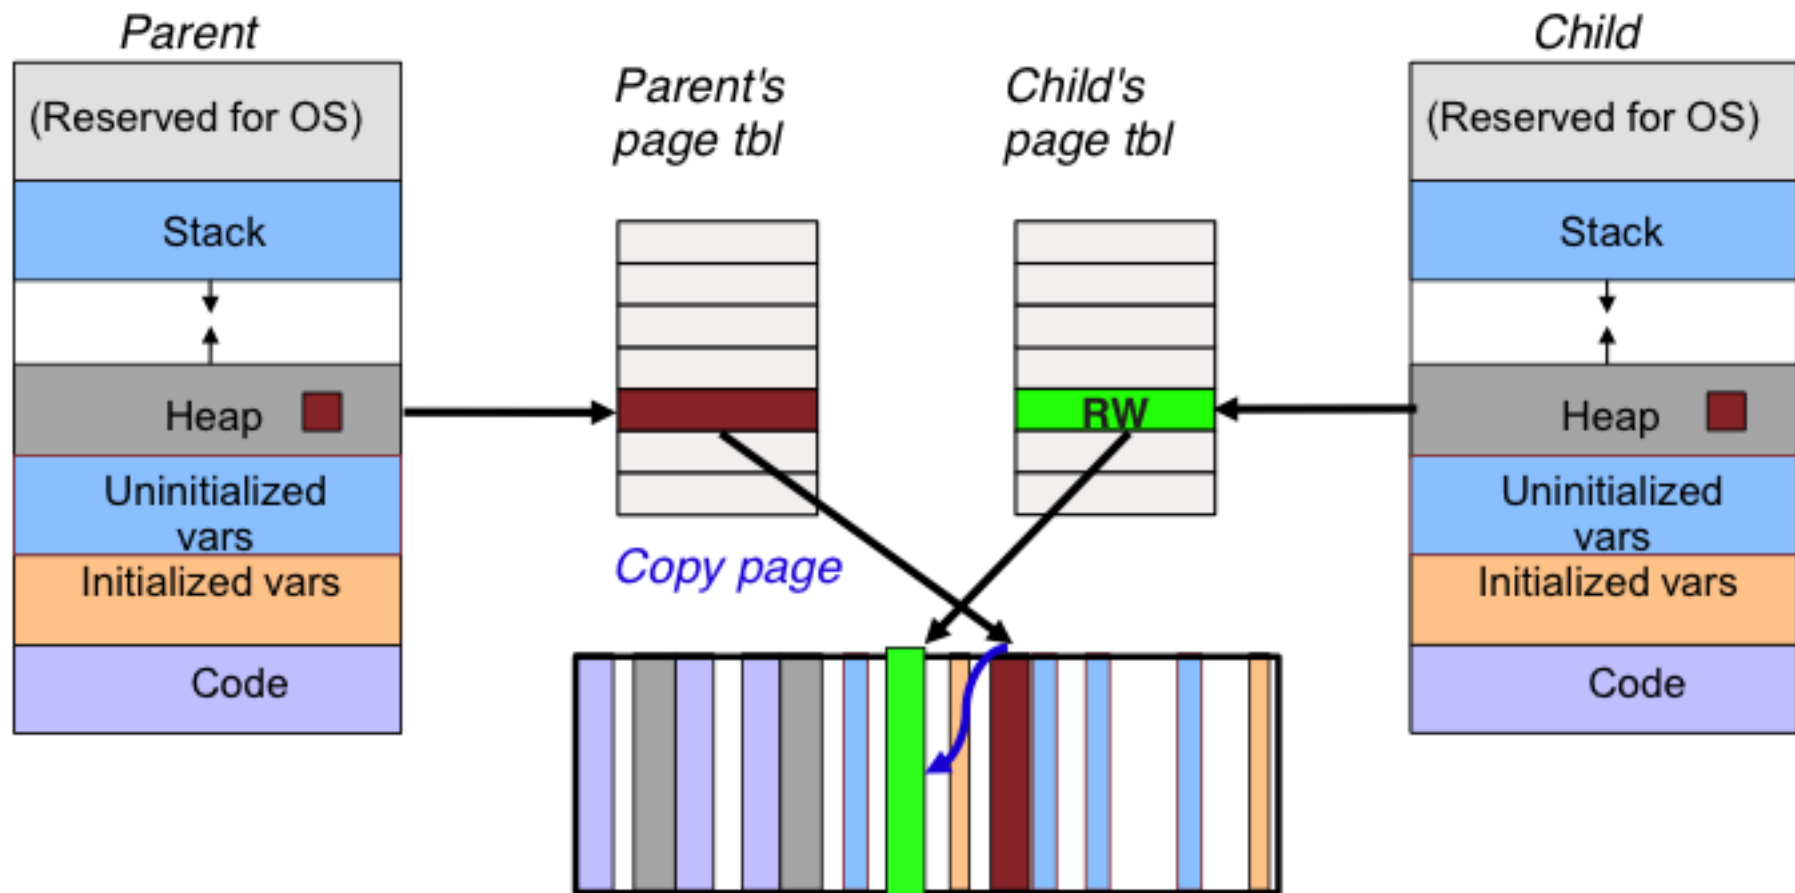 Parent
(Reserved for OS)
Stack
Heap
Uninitialized
vars
Initialized vars
Code
Parent's
page tbl
Copy page
Child's
page tbl
RW
Child
(Reserved for OS)
Stack
Heap
Uninitialized
vars
Initialized vars
Code